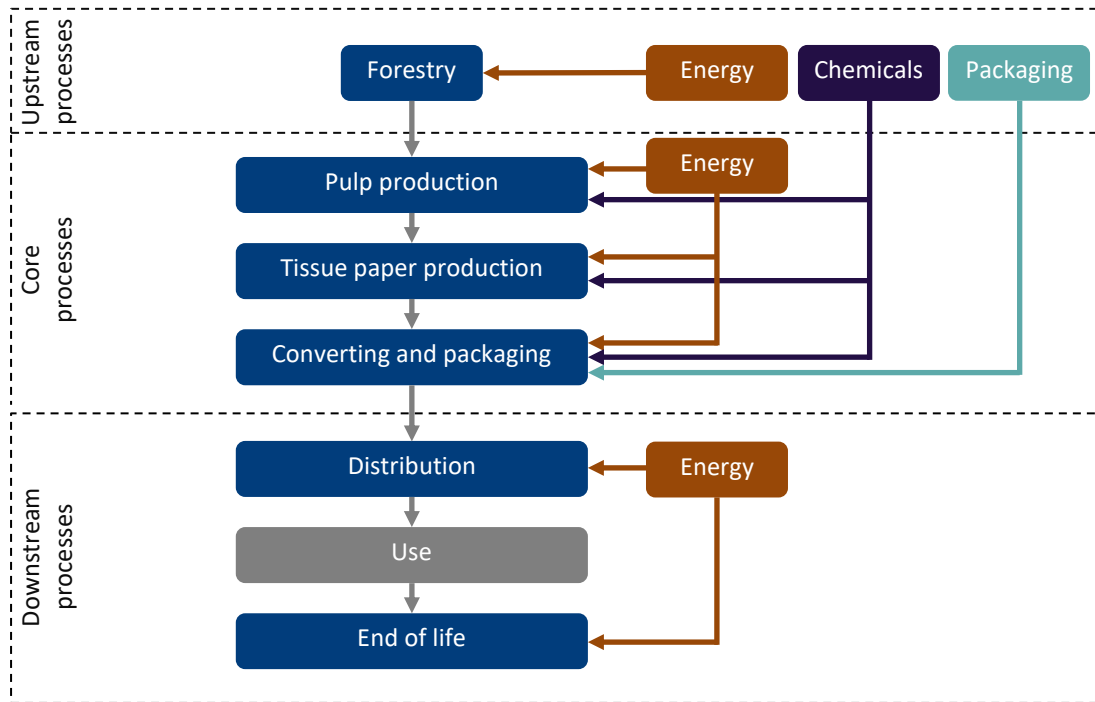 Upstream
processes
Forestry
Energy
Chemicals
Packaging
Core
processes
Energy
Pulp production
Tissue paper production
Converting and packaging
Downstream
processes
Distribution
Energy
Use
End of life